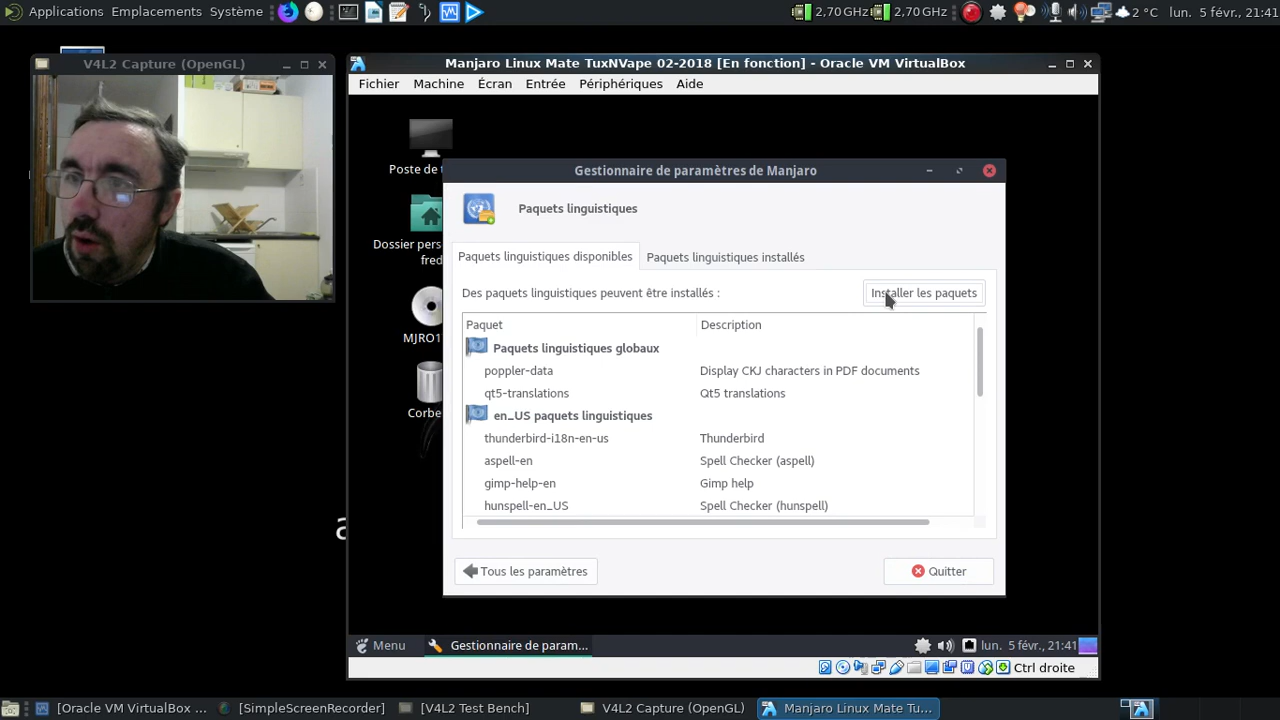 Applications Emplacements Système
2,70 GHz 2,70 GHz
2 °C lun. 5 févr., 21:41
V4L2 Capture (OpenGL)
Manjaro Linux Mate TuxNVape 02-2018 [En fonction] - Oracle VM VirtualBox
Fichier Machine Écran Entrée Périphériques Aide
Poste de t
Dossier pers
fred
MJRO1
Corbe
Gestionnaire de paramètres de Manjaro
Paquets linguistiques
Paquets linguistiques disponibles Paquets linguistiques installés
Des paquets linguistiques peuvent être installés : Installer les paquets
Paquet Description
Paquets linguistiques globaux
poppler-data Display CKJ characters in PDF documents
qt5-translations Qt5 translations
en_US paquets linguistiques
thunderbird-i18n-en-us Thunderbird
aspell-en Spell Checker (aspell)
gimp-help-en Gimp help
hunspell-en_US Spell Checker (hunspell)
Tous les paramètres Quitter
a
Menu Gestionnaire de param... lun. 5 févr., 21:41
Ctrl droite
[Oracle VM VirtualBox ... [SimpleScreenRecorder] [V4L2 Test Bench] V4L2 Capture (OpenGL) Manjaro Linux Mate Tu...